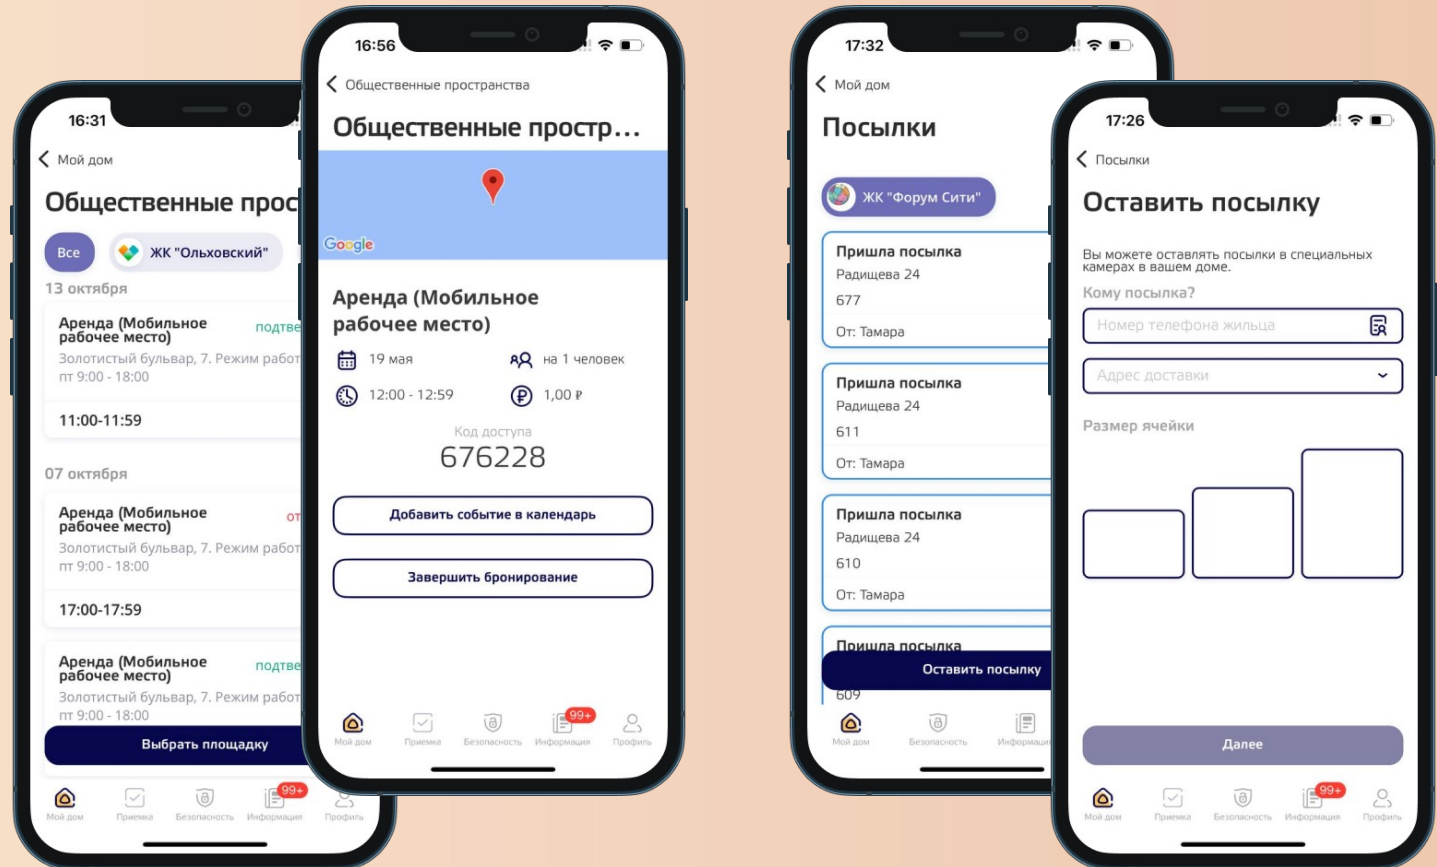 16:31
Мой дом
Общественные прос
Все
ЖК "Ольховский"
13 октября
Аренда (Мобильное
рабочее место)
подтве
Золотистый бульвар, 7. Режим работ
пт 9:00 - 18:00
11:00-11:59
07 октября
Аренда (Мобильное
рабочее место)
от
Золотистый бульвар, 7. Режим работ
пт 9:00 - 18:00
17:00-17:59
Аренда (Мобильное
рабочее место)
подтве
Золотистый бульвар, 7. Режим работ
пт 9:00 - 18:00
Выбрать площадку
99+
Мой дом Приемка Безопасность Информация Профиль
16:56
Общественные пространства
Общественные простр...
Google
Аренда (Мобильное
рабочее место)
19 мая на 1 человек
12:00 - 12:59 1,00 ₽
Код доступа
676228
Добавить событие в календарь
Завершить бронирование
99+
Мой дом Приемка Безопасность Информация Профиль
17:32
Мой дом
Посылки
ЖК "Форум Сити"
Пришла посылка
Радищева 24
677
От: Тамара
Пришла посылка
Радищева 24
611
От: Тамара
Пришла посылка
Радищева 24
610
От: Тамара
Пришла посылка
Оставить посылку
609
Мой дом Безопасность Информаци
17:26
Посылки
Оставить посылку
Вы можете оставлять посылки в специальных
камерах в вашем доме.
Кому посылка?
Номер телефона жильца
Адрес доставки
Размер ячейки
Далее
99+
Мой дом Приемка Безопасность Информация Профиль